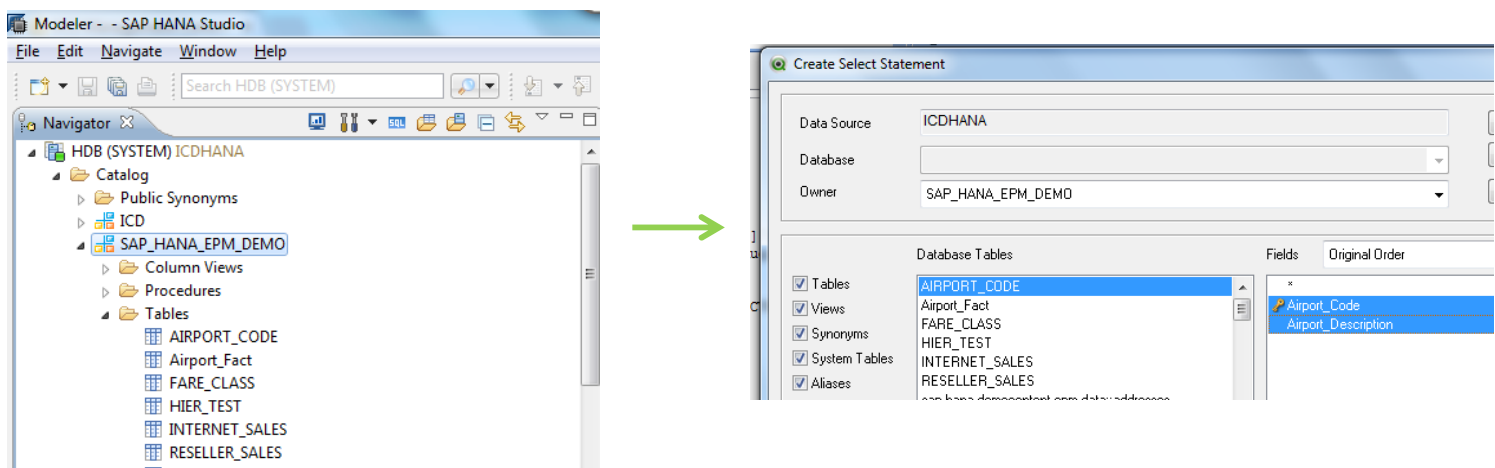 Modeler - - SAP HANA Studio
File Edit Navigate Window Help
Search HDB (SYSTEM)
Navigator
SQL
HDB (SYSTEM) ICDHANA
Catalog
Public Synonyms
ICD
SAP_HANA_EPM_DEMO
Column Views
Procedures
Tables
AIRPORT_CODE
Airport_Fact
FARE_CLASS
HIER_TEST
INTERNET_SALES
RESELLER_SALES
Create Select Statement
Data Source ICDHANA
Database
Owner SAP_HANA_EPM_DEMO
Database Tables Fields Original Order
Tables
Views
Synonyms
System Tables
Aliases
AIRPORT_CODE
Airport_Fact
FARE_CLASS
HIER_TEST
INTERNET_SALES
RESELLER_SALES
*
Airport_Code
Airport_Description